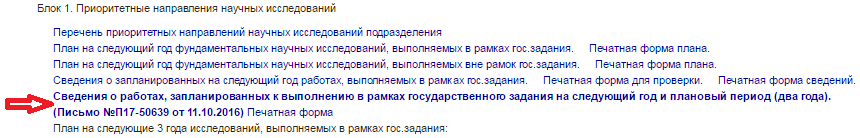 Блок 1. Приоритетные направления научных исследований
Перечень приоритетных направлений научных исследований подразделения
План на следующий год фундаментальных научных исследований, выполняемых в рамках гос.задания. Печатная форма плана.
План на следующий год фундаментальных научных исследований, выполняемых вне рамок гос.задания. Печатная форма плана.
Сведения о запланированных на следующий год работах, выполняемых в рамках гос.задания. Печатная форма для проверки. Печатная форма сведений.
Сведения о работах, запланированных к выполнению в рамках государственного задания на следующий год и плановый период (два года).
(Письмо №П17-50639 от 11.10.2016) Печатная форма
План на следующие 3 года исследований, выполняемых в рамках гос.задания: